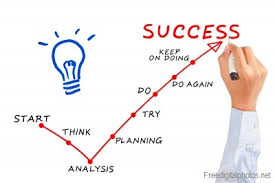 SUCCESS
KEEP
ON DOING
DO AGAIN
DO
TRY
START
THINK
PLANNING
ANALYSIS
Freedigitalphotos.net